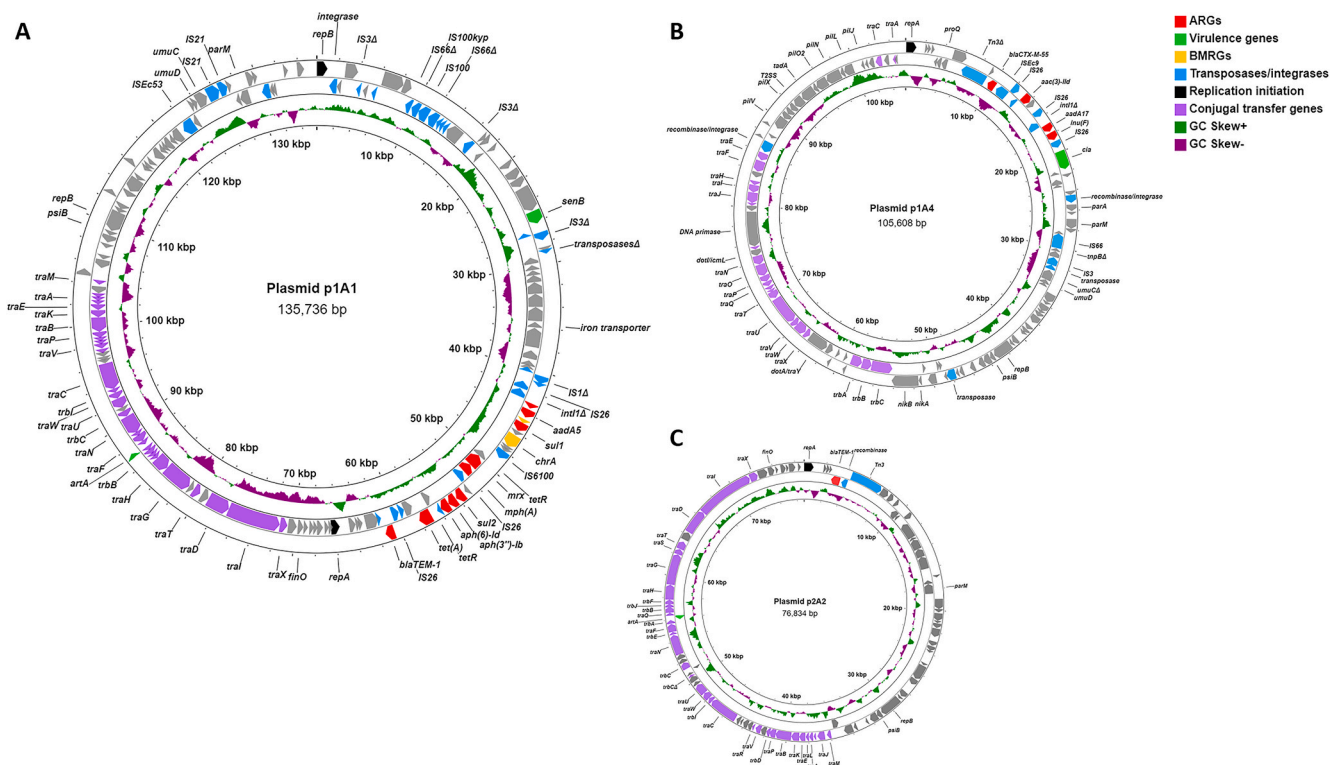 A
integrase
repB
IS3Δ
IS100kyp
IS66Δ
IS66Δ
IS100
IS3Δ
senB
IS3Δ
transposasesΔ
iron transporter
IS1Δ
IS26
intI1Δ
aadA5
sul1
chrA
IS6100
tetR
mrx
mph(A)
IS26
sul2
aph(6)-Id
aph(3")-Ib
tetR
tet(A)
IS26
blaTEM-1
repA
finO
traX
traI
traD
traT
traG
traH
trbB
artA
traF
traN
trbC
traU
traW
trbI
traC
traV
traP
traB
traK
traE
traA
traM
psiB
repB
ISEc53
umuD
umuC
IS21
IS21
parM
10 kbp
20 kbp
30 kbp
40 kbp
50 kbp
60 kbp
70 kbp
80 kbp
90 kbp
100 kbp
110 kbp
120 kbp
130 kbp
Plasmid p1A1
135,736 bp
B
repA
proQ
Tn3Δ
blaCTX-M-55
ISEc9
IS26
aac(3)-IId
IS26
intI1Δ
aadA17
lnu(F)
IS26
cia
recombinase/integrase
parA
parM
IS66
tnpBΔ
IS3
transposase
umuCΔ
umuD
repB
psiB
transposase
nikA
nikB
trbC
trbB
trbA
dotA/traY
traX
traW
traV
traU
traT
traQ
traP
traO
traN
dotI/icmL
DNA primase
traJ
traI
traH
traF
traE
recombinase/integrase
pilV
pilX
T2SS
tadA
pilO2
pilN
pilL
pilJ
traC
traA
10 kbp
20 kbp
30 kbp
40 kbp
50 kbp
60 kbp
70 kbp
80 kbp
90 kbp
100 kbp
Plasmid p1A4
105,608 bp
C
repA
blaTEM-1
recombinase
Tn3
parM
repB
psiB
traM
traJ
traL
traE
traK
traB
traP
trbD
traV
traR
traC
trbI
traW
traU
trbCΔ
trbC
traN
trbE
traF
trbA
artA
traQ
trbB
trbJ
trbF
traH
traG
traS
traT
traD
traI
traX
finO
10 kbp
20 kbp
30 kbp
40 kbp
50 kbp
60 kbp
70 kbp
Plasmid p2A2
76,834 bp
ARGs
Virulence genes
BMRGs
Transposases/integrases
Replication initiation
Conjugal transfer genes
GC Skew+
GC Skew-